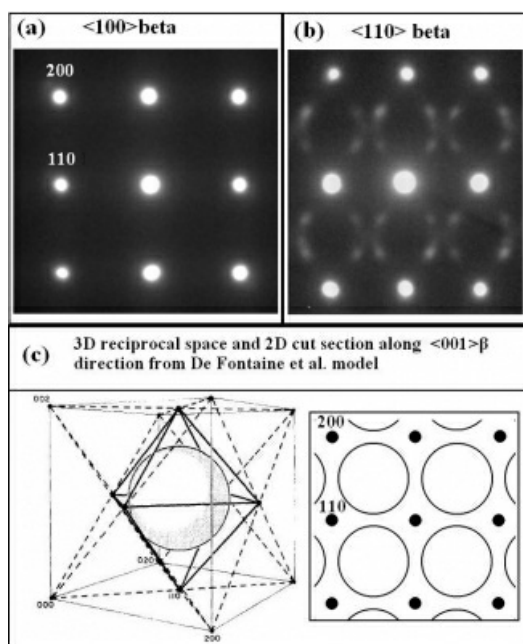 (a) <100>beta
(b) <110> beta
200
110
(c) 3D reciprocal space and 2D cut section along <001>β
direction from De Fontaine et al. model
002
020
110
000
200
200
110